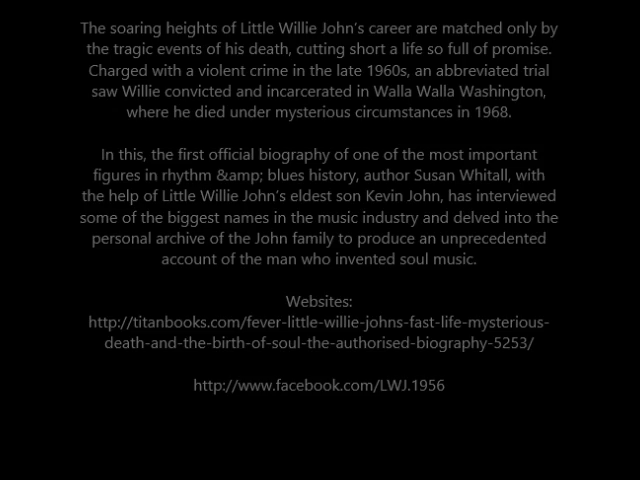 The soaring heights of Little Willie John's career are matched only by
the tragic events of his death, cutting short a life so full of promise.
Charged with a violent crime in the late 1960s, an abbreviated trial
saw Willie convicted and incarcerated in Walla Walla Washington,
where he died under mysterious circumstances in 1968.
In this, the first official biography of one of the most important
figures in rhythm &amp; blues history, author Susan Whitall, with
the help of Little Willie John's eldest son Kevin John, has interviewed
some of the biggest names in the music industry and delved into the
personal archive of the John family to produce an unprecedented
account of the man who invented soul music.
Websites:
http://titanbooks.com/fever-little-willie-johns-fast-life-mysterious-
death-and-the-birth-of-soul-the-authorised-biography-5253/
http://www.facebook.com/LWJ.1956